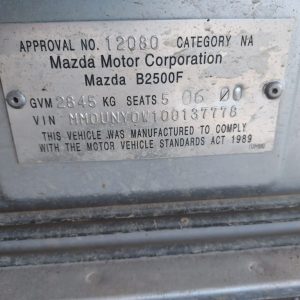 APPROVAL NO. 12080 CATEGORY NA
Mazda Motor Corporation
Mazda B2500F
GVM 2845 KG SEATS 5 06 00
VIN MM0UNY0W100137778
THIS VEHICLE WAS MANUFACTURED TO COMPLY
WITH THE MOTOR VEHICLE STANDARDS ACT 1989